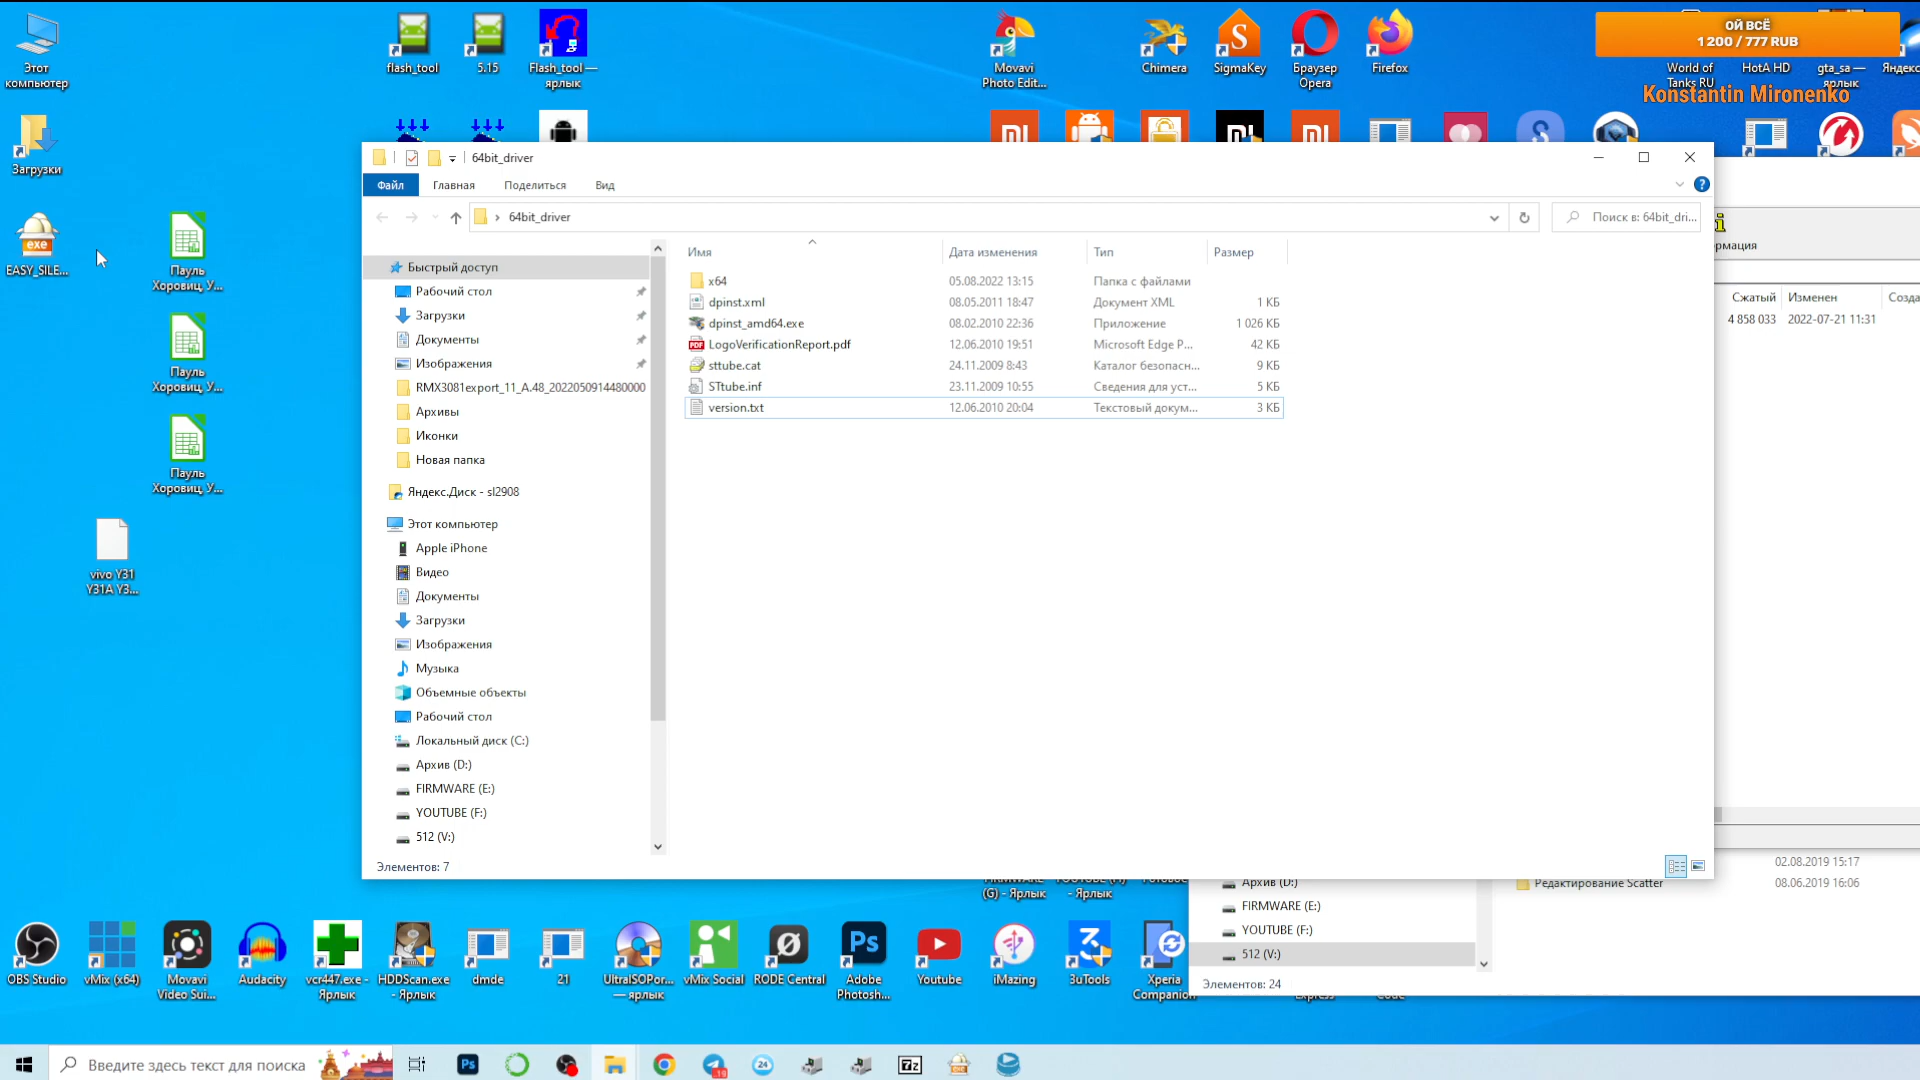 Этот
компьютер
flash_tool
5.15
Flash_tool —
ярлык
Movavi
Photo Edit...
Chimera
SigmaKey
Браузер
Opera
Firefox
ОЙ ВСЁ
1 200 / 777 RUB
World of
Tanks RU
HotA HD
gta_sa —
ярлык
Яндекс
Konstantin Mironenko
Загрузки
EASY_SILE...
Пауль
Хоровиц, У...
Пауль
Хоровиц, У...
Пауль
Хоровиц, У...
vivo Y31
Y31A Y3...
64bit_driver
Файл
Главная
Поделиться
Вид
64bit_driver
Поиск в: 64bit_dri...
Быстрый доступ
Рабочий стол
Загрузки
Документы
Изображения
RMX3081export_11_A.48_2022050914480000
Архивы
Иконки
Новая папка
Яндекс.Диск - sl2908
Этот компьютер
Apple iPhone
Видео
Документы
Загрузки
Изображения
Музыка
Объемные объекты
Рабочий стол
Локальный диск (C:)
Архив (D:)
FIRMWARE (E:)
YOUTUBE (F:)
512 (V:)
Имя Дата изменения Тип Размер
x64 05.08.2022 13:15 Папка с файлами
dpinst.xml 08.05.2011 18:47 Документ XML 1 КБ
dpinst_amd64.exe 08.02.2010 22:36 Приложение 1 026 КБ
LogoVerificationReport.pdf 12.06.2010 19:51 Microsoft Edge P... 42 КБ
sttube.cat 24.11.2009 8:43 Каталог безопасн... 9 КБ
STtube.inf 23.11.2009 10:55 Сведения для уст... 5 КБ
version.txt 12.06.2010 20:04 Текстовый докум... 3 КБ
Элементов: 7
рмация
Сжатый Изменен Созда
4 858 033 2022-07-21 11:31
02.08.2019 15:17
Редактирование Scatter 08.06.2019 16:06
Архив (D:)
FIRMWARE (E:)
YOUTUBE (F:)
512 (V:)
Элементов: 24
(G) - Ярлык
- Ярлык
OBS Studio
vMix (x64)
Movavi
Video Sui...
Audacity
vcr447.exe -
Ярлык
HDDScan.exe
- Ярлык
dmde
21
UltraISOPor...
— ярлык
vMix Social
RODE Central
Adobe
Photosh...
Youtube
iMazing
3uTools
Xperia
Companion
Введите здесь текст для поиска